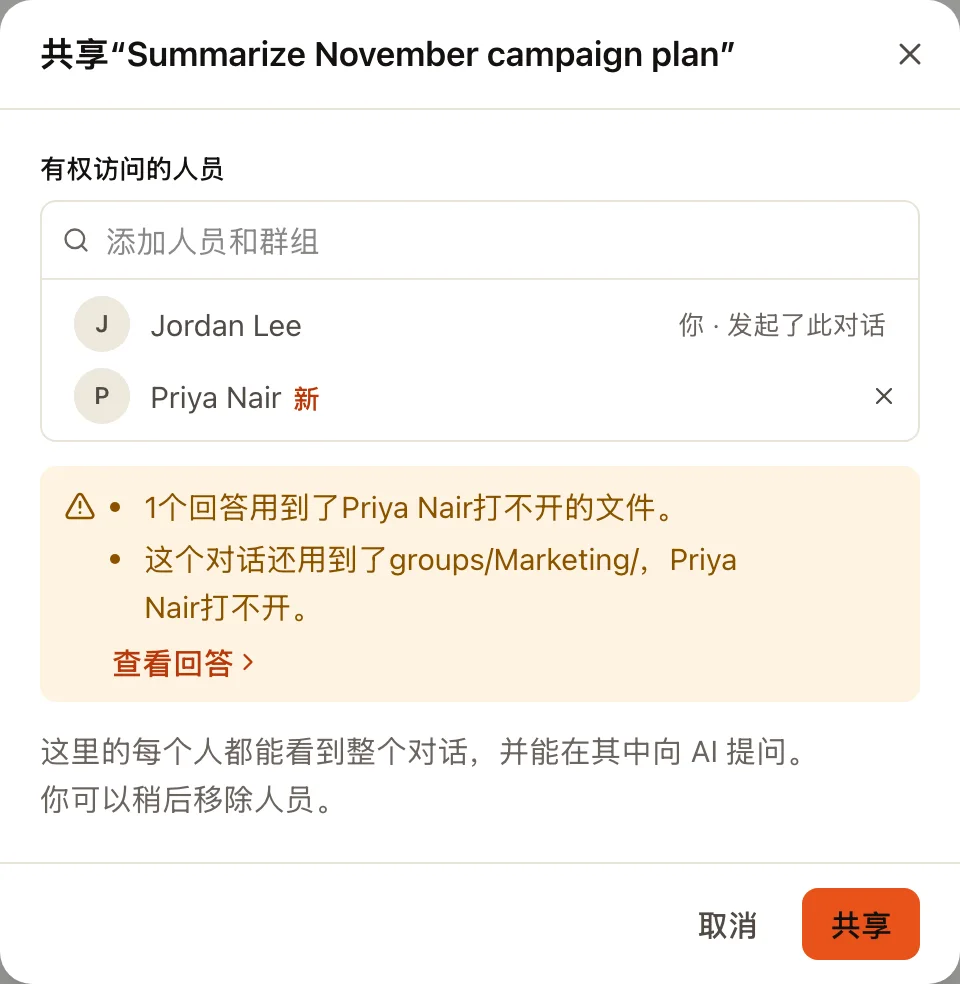 共享“Summarize November campaign plan”
有权访问的人员
添加人员和群组
J
Jordan Lee
你 · 发起了此对话
P
Priya Nair 新
• 1个回答用到了Priya Nair打不开的文件。
• 这个对话还用到了groups/Marketing/，Priya
Nair打不开。
查看回答
这里的每个人都能看到整个对话，并能在其中向 AI 提问。
你可以稍后移除人员。
取消
共享